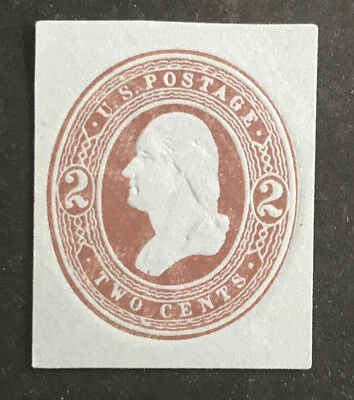 · U.S. POSTAGE ·
2 2
· TWO CENTS ·